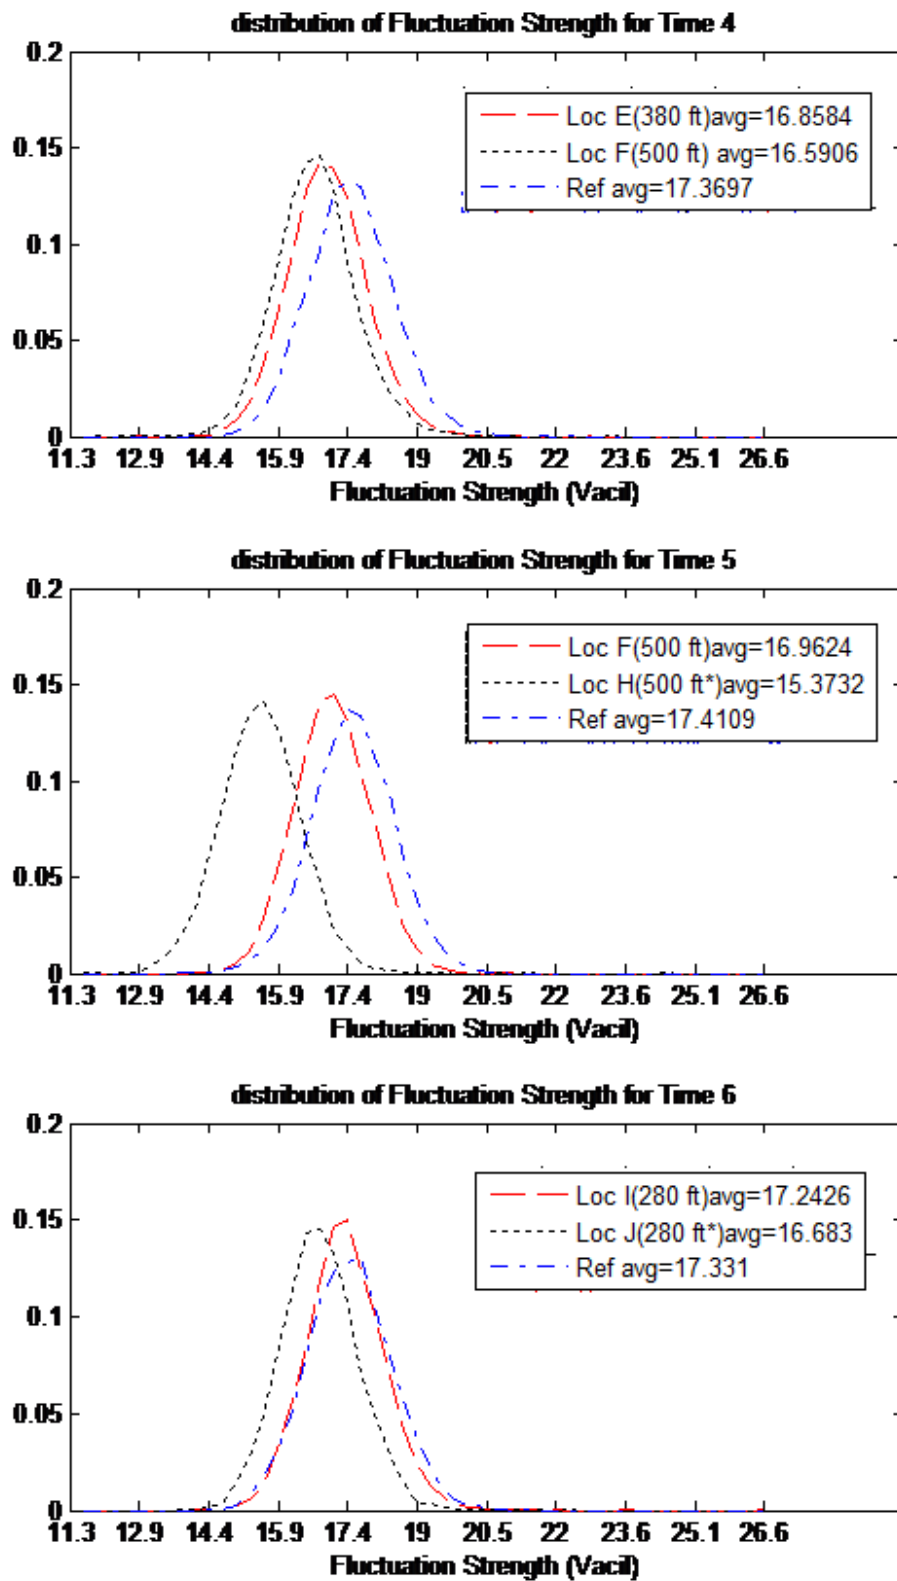 distribution of Fluctuation Strength for Time 4
0.2
0.15
0.1
0.05
0
Loc E(380 ft)avg=16.8584
Loc F(500 ft) avg=16.5906
Ref avg=17.3697
11.3 12.9 14.4 15.9 17.4 19 20.5 22 23.6 25.1 26.6
Fluctuation Strength (Vacil)
distribution of Fluctuation Strength for Time 5
0.2
0.15
0.1
0.05
0
Loc F(500 ft)avg=16.9624
Loc H(500 ft*)avg=15.3732
Ref avg=17.4109
11.3 12.9 14.4 15.9 17.4 19 20.5 22 23.6 25.1 26.6
Fluctuation Strength (Vacil)
distribution of Fluctuation Strength for Time 6
0.2
0.15
0.1
0.05
0
Loc I(280 ft)avg=17.2426
Loc J(280 ft*)avg=16.683
Ref avg=17.331
11.3 12.9 14.4 15.9 17.4 19 20.5 22 23.6 25.1 26.6
Fluctuation Strength (Vacil)